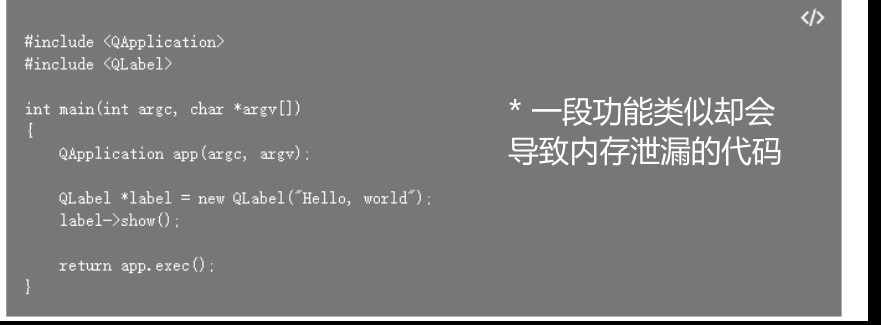 </>
#include <QApplication>
#include <QLabel>
int main(int argc, char *argv[])
{
QApplication app(argc, argv);
QLabel *label = new QLabel("Hello, world");
label->show();
return app.exec();
}
* 一段功能类似却会
导致内存泄漏的代码